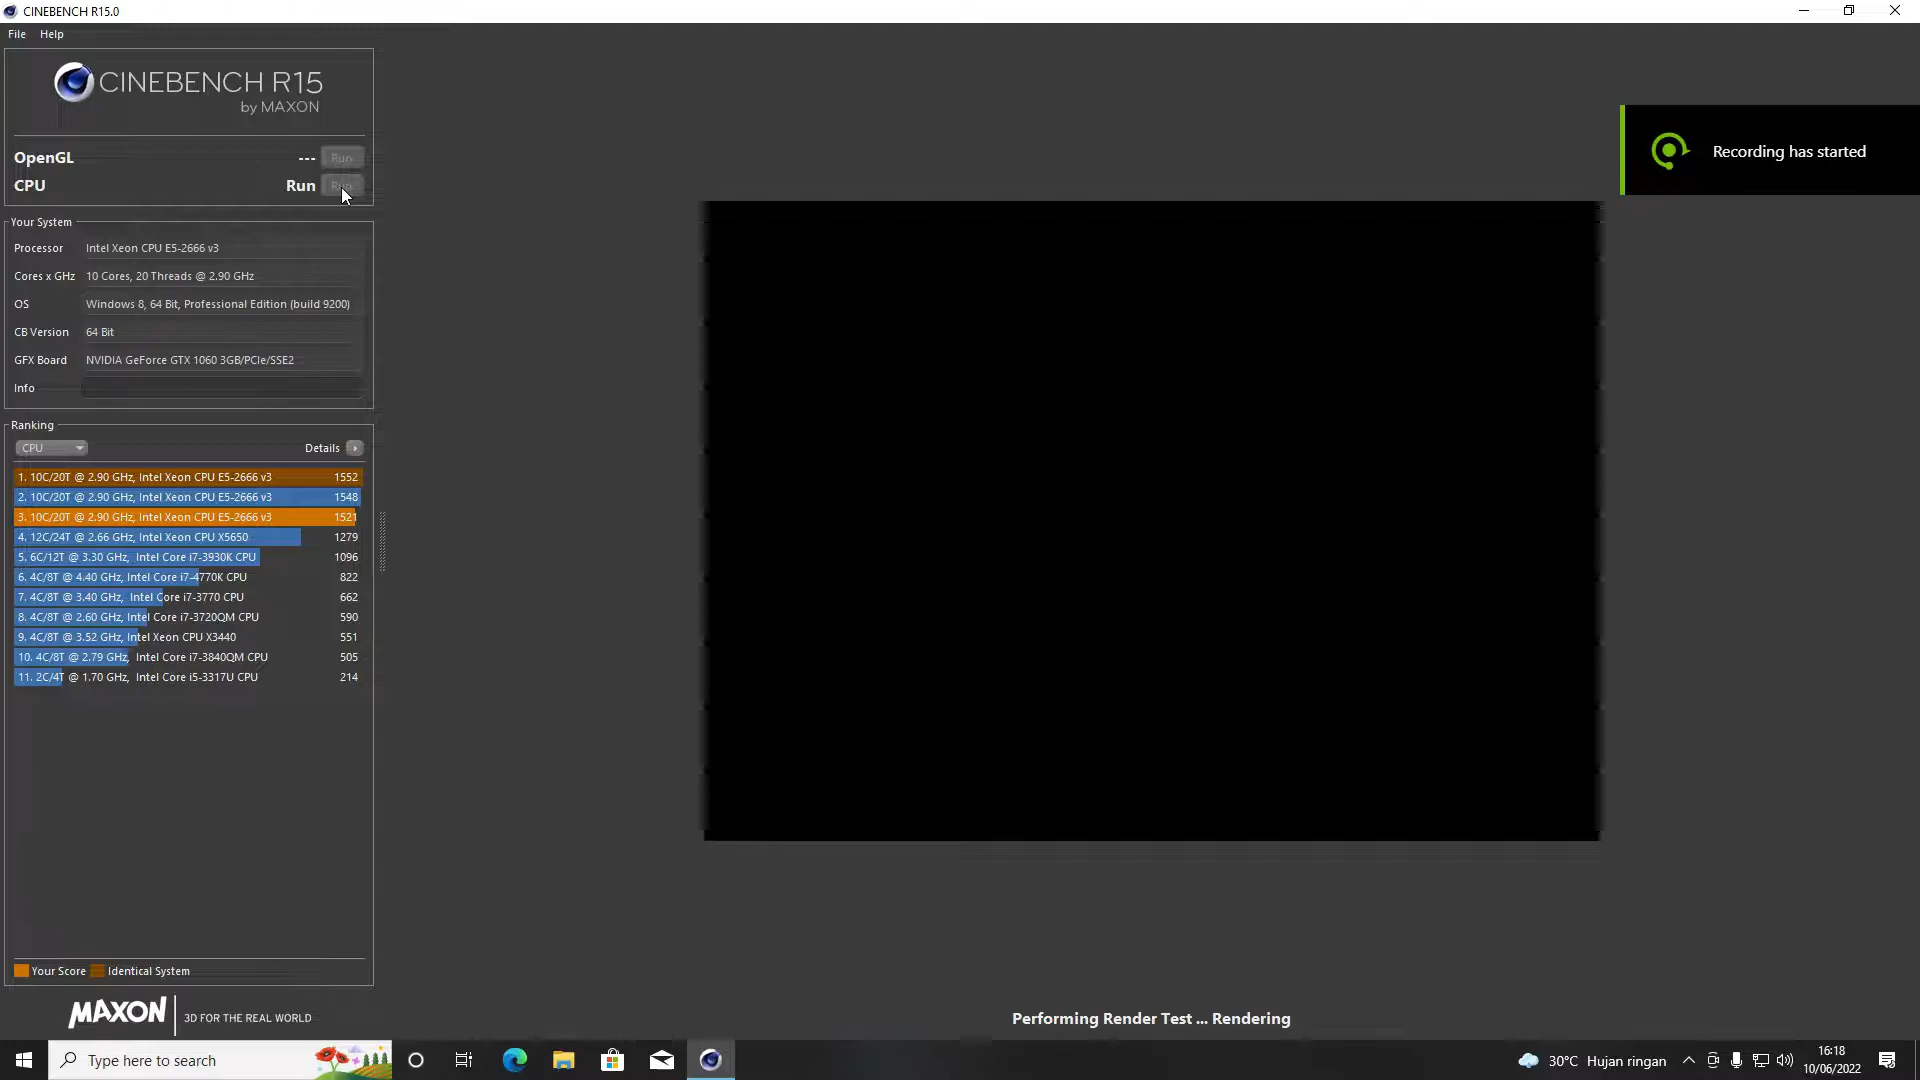 CINEBENCH R15.0
File Help
CINEBENCH R15
by MAXON
OpenGL --- Run
CPU Run Run
Your System
Processor Intel Xeon CPU E5-2666 v3
Cores x GHz 10 Cores, 20 Threads @ 2.90 GHz
OS Windows 8, 64 Bit, Professional Edition (build 9200)
CB Version 64 Bit
GFX Board NVIDIA GeForce GTX 1060 3GB/PCIe/SSE2
Info
Ranking
CPU Details
1. 10C/20T @ 2.90 GHz, Intel Xeon CPU E5-2666 v3 1552
2. 10C/20T @ 2.90 GHz, Intel Xeon CPU E5-2666 v3 1548
3. 10C/20T @ 2.90 GHz, Intel Xeon CPU E5-2666 v3 1521
4. 12C/24T @ 2.66 GHz, Intel Xeon CPU X5650 1279
5. 6C/12T @ 3.30 GHz, Intel Core i7-3930K CPU 1096
6. 4C/8T @ 4.40 GHz, Intel Core i7-4770K CPU 822
7. 4C/8T @ 3.40 GHz, Intel Core i7-3770 CPU 662
8. 4C/8T @ 2.60 GHz, Intel Core i7-3720QM CPU 590
9. 4C/8T @ 3.52 GHz, Intel Xeon CPU X3440 551
10. 4C/8T @ 2.79 GHz, Intel Core i7-3840QM CPU 505
11. 2C/4T @ 1.70 GHz, Intel Core i5-3317U CPU 214
Your Score Identical System
MAXON 3D FOR THE REAL WORLD
Recording has started
Performing Render Test ... Rendering
Type here to search
30°C Hujan ringan
16:18
10/06/2022